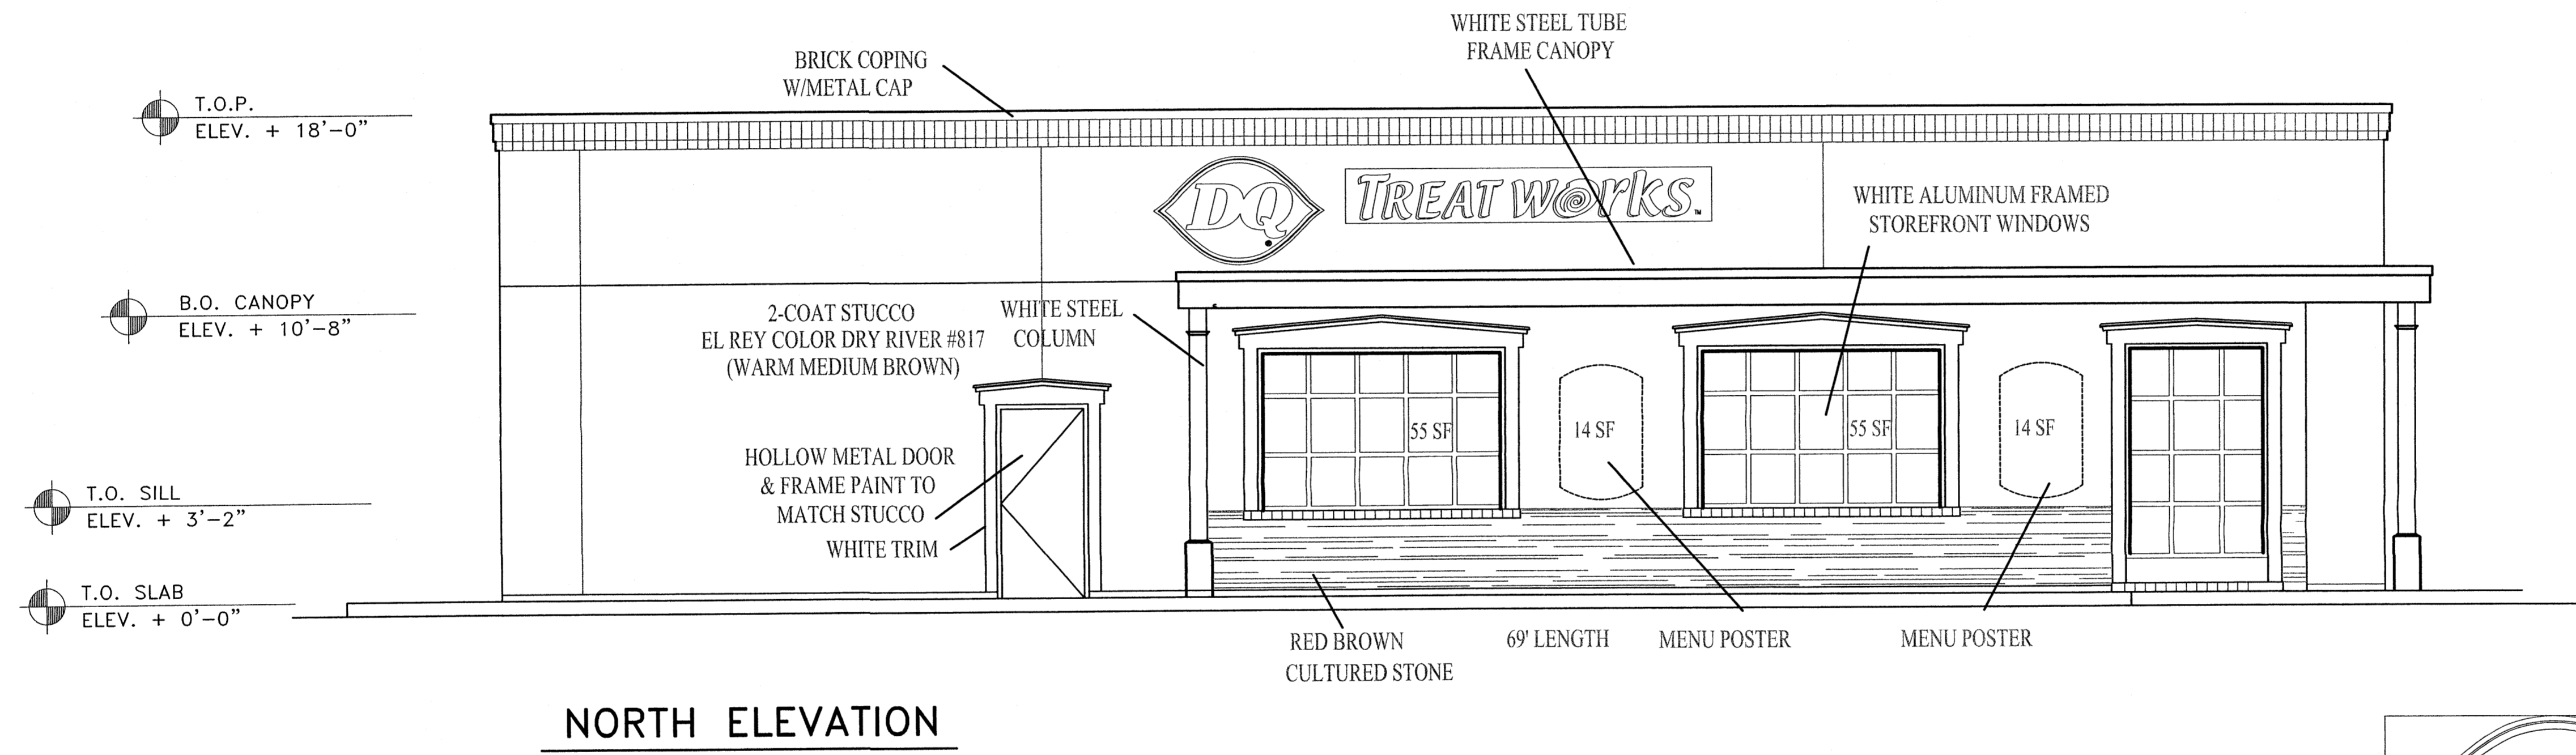 WHITE STEEL TUBE
FRAME CANOPY
BRICK COPING
W/METAL CAP
T.O.P.
ELEV. + 18'-0"
DQ
TREAT WORKS™
WHITE ALUMINUM FRAMED
STOREFRONT WINDOWS
B.O. CANOPY
ELEV. + 10'-8"
2-COAT STUCCO
EL REY COLOR DRY RIVER #817
(WARM MEDIUM BROWN)
WHITE STEEL
COLUMN
55 SF
14 SF
55 SF
14 SF
HOLLOW METAL DOOR
& FRAME PAINT TO
MATCH STUCCO
WHITE TRIM
T.O. SILL
ELEV. + 3'-2"
T.O. SLAB
ELEV. + 0'-0"
RED BROWN
CULTURED STONE
69' LENGTH
MENU POSTER
MENU POSTER
NORTH ELEVATION